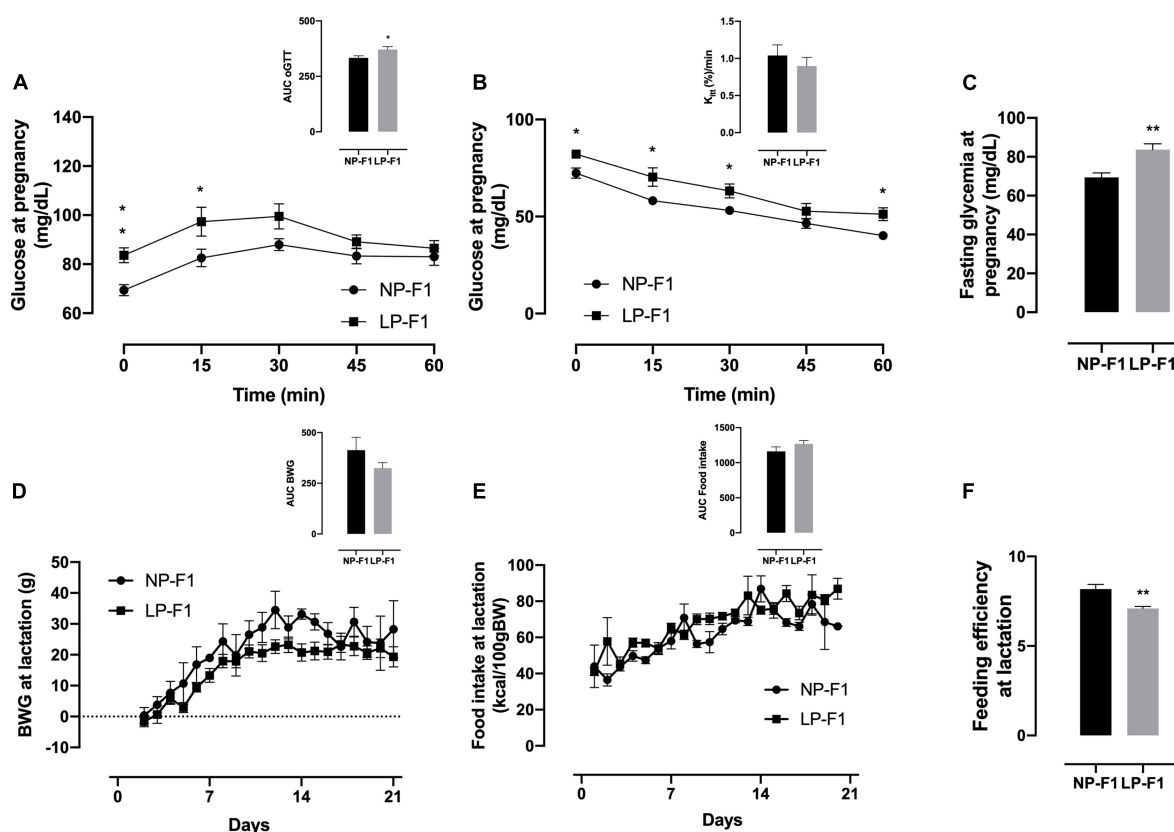 A
500
250
0
AUC oGTT
*
NP-F1 LP-F1
140
120
100
80
60
Glucose at pregnancy
(mg/dL)
*
*
*
NP-F1
LP-F1
0 15 30 45 60
Time (min)
B
1.5
1.0
0.5
0.0
Kitt (%)/min
NP-F1 LP-F1
100
50
0
Glucose at pregnancy
(mg/dL)
* * * *
NP-F1
LP-F1
0 15 30 45 60
Time (min)
C
100
80
60
40
20
0
Fasting glycemia at
pregnancy (mg/dL)
**
NP-F1 LP-F1
D
500
250
0
AUC BWG
NP-F1 LP-F1
50
40
30
20
10
0
-10
BWG at lactation (g)
NP-F1
LP-F1
0 7 14 21
Days
E
1500
1000
500
0
AUC Food intake
NP-F1 LP-F1
100
80
60
40
20
0
Food intake at lactation
(kcal/100gBW)
NP-F1
LP-F1
0 7 14 21
Days
F
10
5
0
Feeding efficiency
at lactation
**
NP-F1 LP-F1